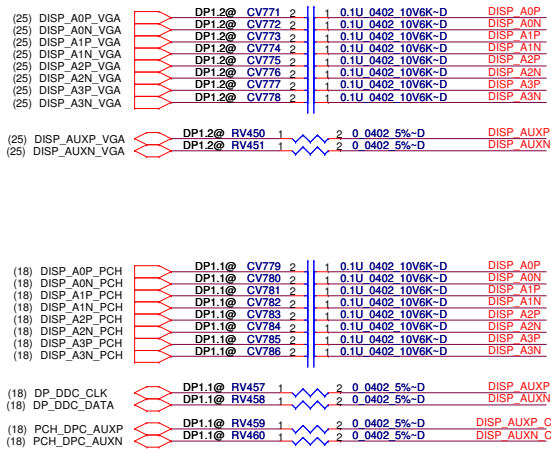 (25) DISP_A0P_VGA DP1.2@ CV771 2 1 0.1U_0402_10V6K~D DISP_A0P
(25) DISP_A0N_VGA DP1.2@ CV772 2 1 0.1U_0402_10V6K~D DISP_A0N
(25) DISP_A1P_VGA DP1.2@ CV773 2 1 0.1U_0402_10V6K~D DISP_A1P
(25) DISP_A1N_VGA DP1.2@ CV774 2 1 0.1U_0402_10V6K~D DISP_A1N
(25) DISP_A2P_VGA DP1.2@ CV775 2 1 0.1U_0402_10V6K~D DISP_A2P
(25) DISP_A2N_VGA DP1.2@ CV776 2 1 0.1U_0402_10V6K~D DISP_A2N
(25) DISP_A3P_VGA DP1.2@ CV777 2 1 0.1U_0402_10V6K~D DISP_A3P
(25) DISP_A3N_VGA DP1.2@ CV778 2 1 0.1U_0402_10V6K~D DISP_A3N
(25) DISP_AUXP_VGA DP1.2@ RV450 1 2 0_0402_5%~D DISP_AUXP
(25) DISP_AUXN_VGA DP1.2@ RV451 1 2 0_0402_5%~D DISP_AUXN
(18) DISP_A0P_PCH DP1.1@ CV779 2 1 0.1U_0402_10V6K~D DISP_A0P
(18) DISP_A0N_PCH DP1.1@ CV780 2 1 0.1U_0402_10V6K~D DISP_A0N
(18) DISP_A1P_PCH DP1.1@ CV781 2 1 0.1U_0402_10V6K~D DISP_A1P
(18) DISP_A1N_PCH DP1.1@ CV782 2 1 0.1U_0402_10V6K~D DISP_A1N
(18) DISP_A2P_PCH DP1.1@ CV783 2 1 0.1U_0402_10V6K~D DISP_A2P
(18) DISP_A2N_PCH DP1.1@ CV784 2 1 0.1U_0402_10V6K~D DISP_A2N
(18) DISP_A3P_PCH DP1.1@ CV785 2 1 0.1U_0402_10V6K~D DISP_A3P
(18) DISP_A3N_PCH DP1.1@ CV786 2 1 0.1U_0402_10V6K~D DISP_A3N
(18) DP_DDC_CLK DP1.1@ RV457 1 2 0_0402_5%~D DISP_AUXP
(18) DP_DDC_DATA DP1.1@ RV458 1 2 0_0402_5%~D DISP_AUXN
(18) PCH_DPC_AUXP DP1.1@ RV459 1 2 0_0402_5%~D DISP_AUXP_C
(18) PCH_DPC_AUXN DP1.1@ RV460 1 2 0_0402_5%~D DISP_AUXN_C